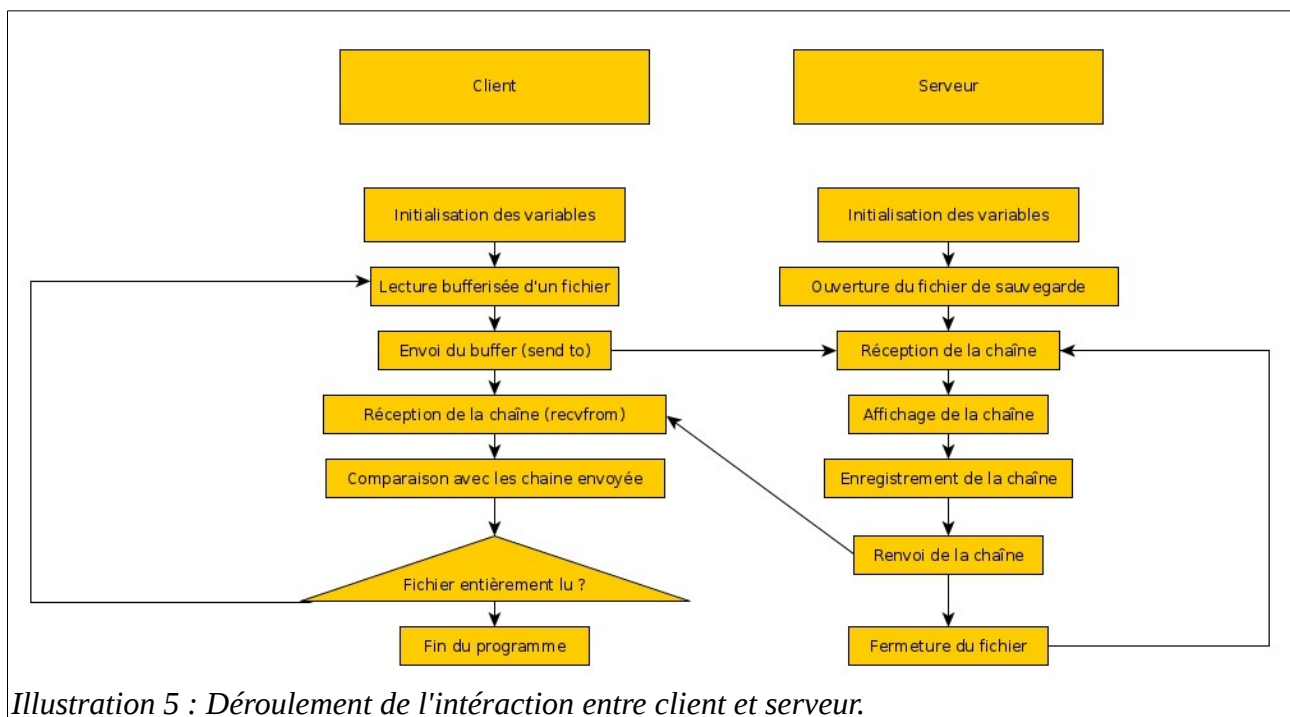 Client
Serveur
Initialisation des variables
Initialisation des variables
Lecture bufferisée d'un fichier
Ouverture du fichier de sauvegarde
Envoi du buffer (send to)
Réception de la chaîne
Réception de la chaîne (recvfrom)
Affichage de la chaîne
Comparaison avec les chaine envoyée
Enregistrement de la chaîne
Renvoi de la chaîne
Fichier entièrement lu ?
Fin du programme
Fermeture du fichier
Illustration 5 : Déroulement de l'intéraction entre client et serveur.